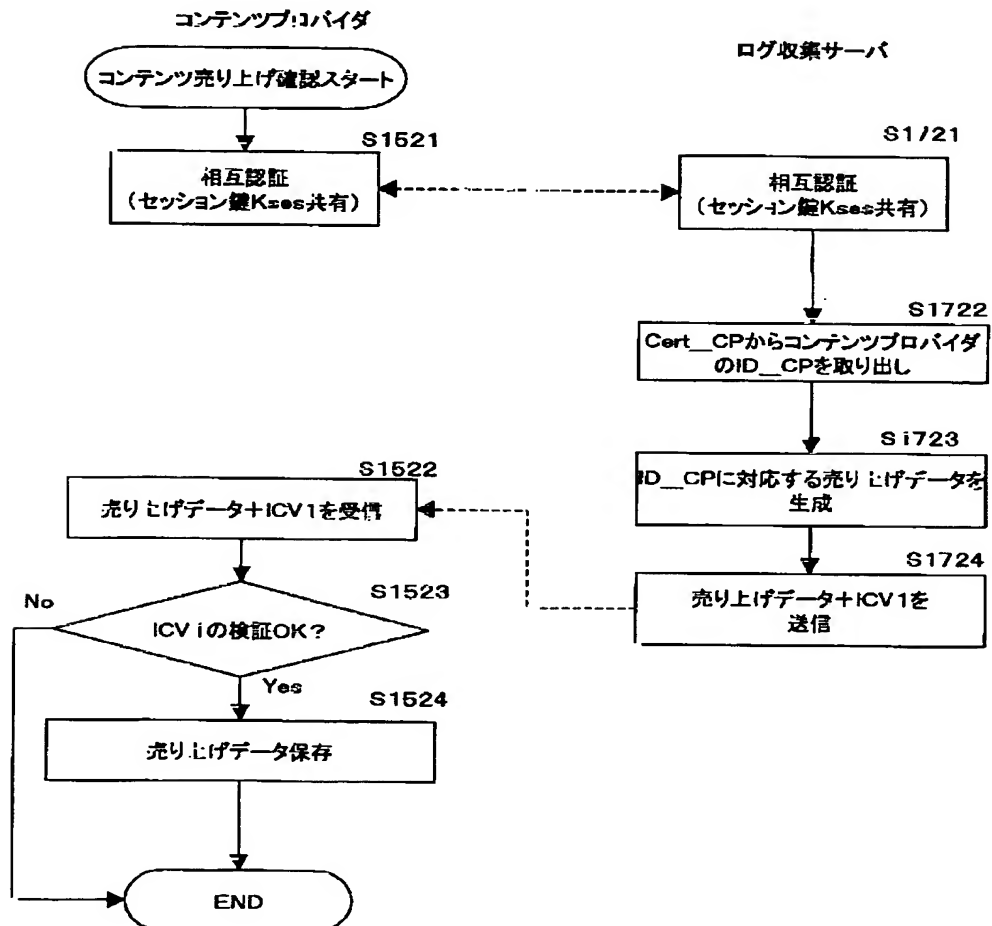 コンテンツプロバイダ
ログ収集サーバ
コンテンツ売り上げ確認スタート
S1521
相互認証
(セッション鍵Kses共有)
S1721
相互認証
(セッション鍵Kses共有)
S1722
Cert__CPからコンテンツプロバイダ
のID__CPを取り出し
S1723
ID__CPに対応する売り上げデータを
生成
S1724
売り上げデータ+ICV1を
送信
S1522
売り上げデータ+ICV1を受信
S1523
ICV1の検証OK?
No
Yes
S1524
売り上げデータ保存
END